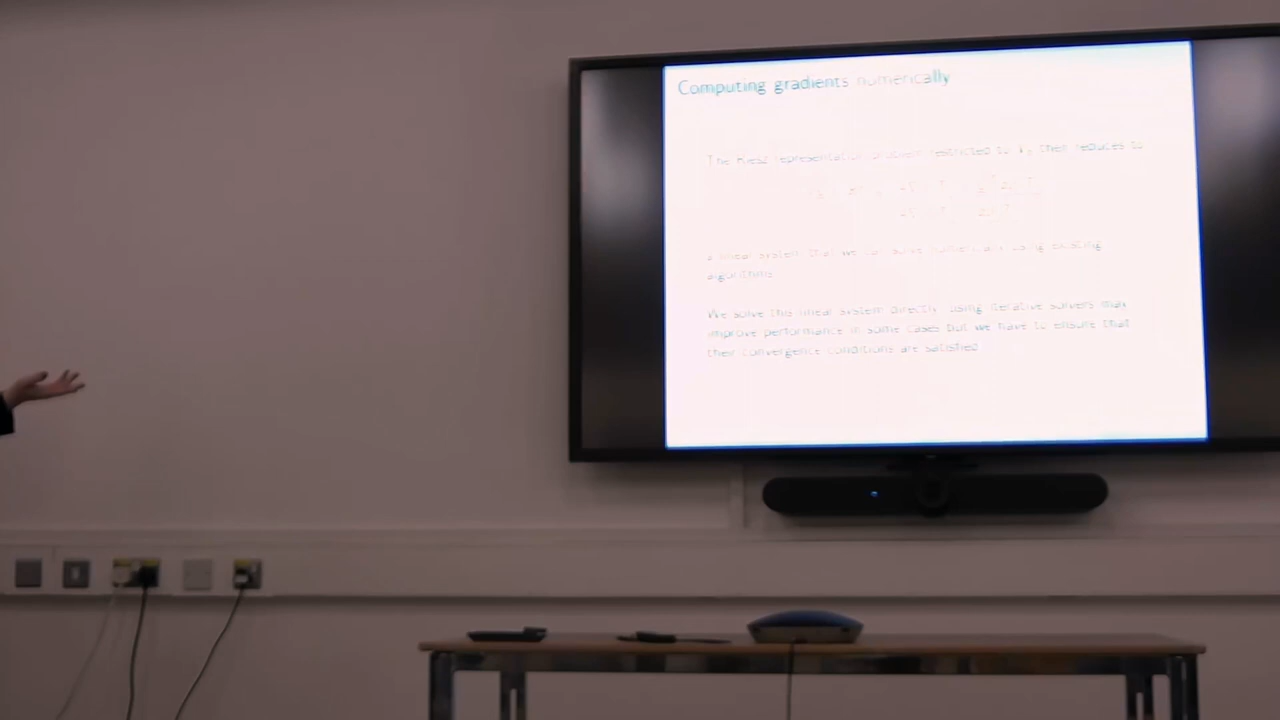 Computing gradients numerically
The Riesz representation problem restricted to then reduces to
a linear system that we can solve numerically using existing
algorithms
We solve this linear system directly using iterative solvers may
improve performance in some cases but we have to ensure that
their convergence conditions are satisfied